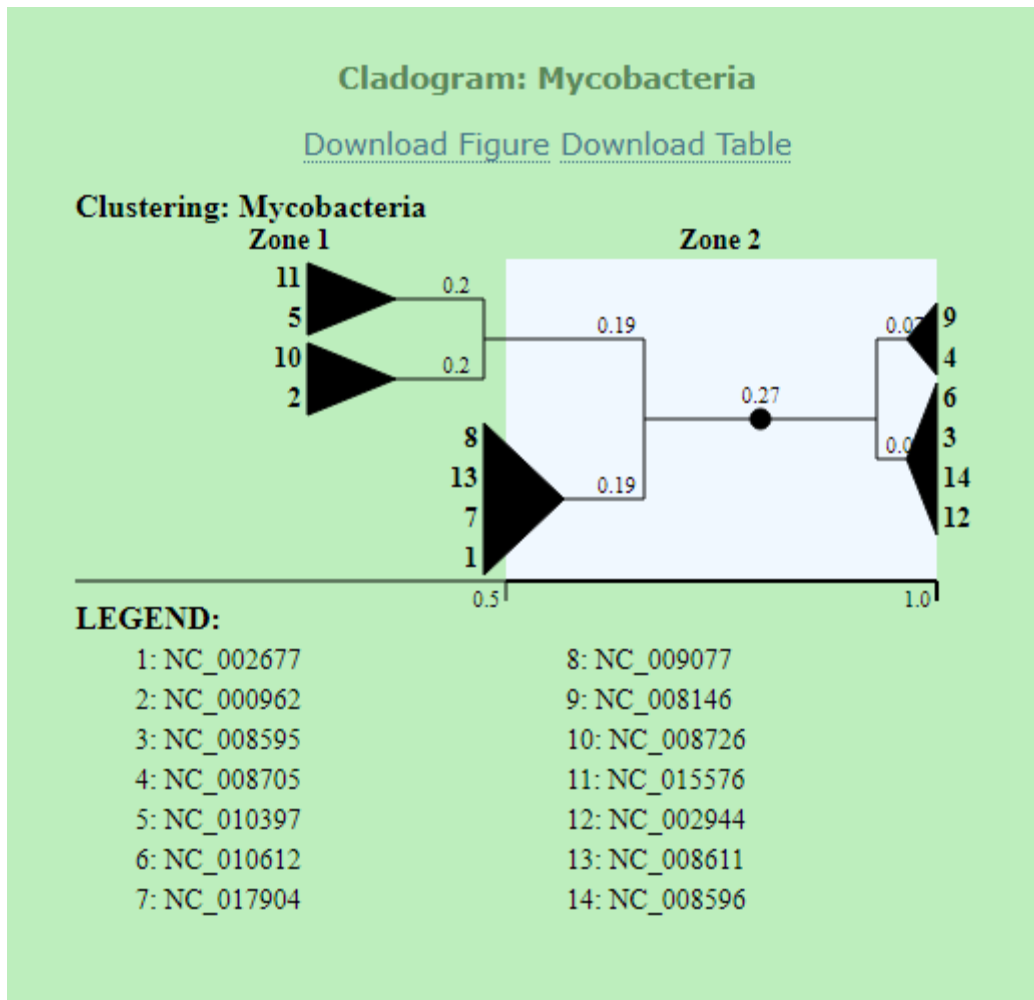 Cladogram: Mycobacteria
Download Figure Download Table
Clustering: Mycobacteria
Zone 1 Zone 2
11
0.2
5
0.19
0.07
9
10
0.2
4
2
0.27
6
8
3
13
0.19
14
7
12
1
0.5
1.0
LEGEND:
1: NC_002677
2: NC_000962
3: NC_008595
4: NC_008705
5: NC_010397
6: NC_010612
7: NC_017904
8: NC_009077
9: NC_008146
10: NC_008726
11: NC_015576
12: NC_002944
13: NC_008611
14: NC_008596